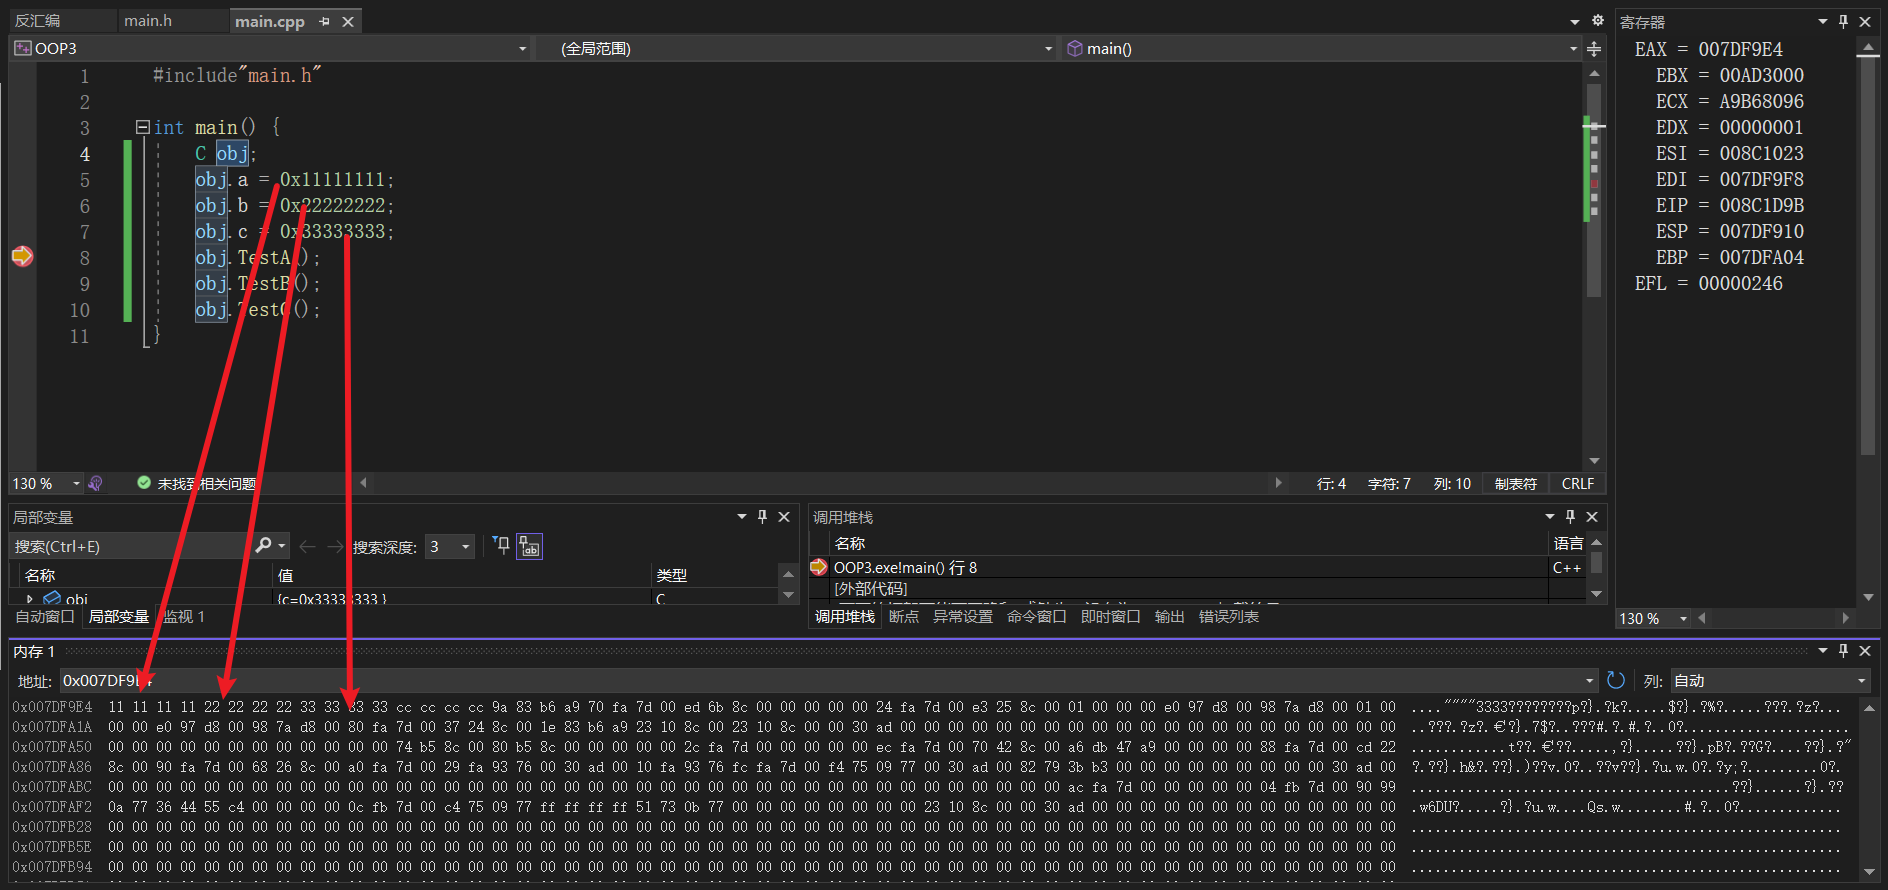 反汇编 main.h main.cpp
OOP3 (全局范围) main()
1 #include"main.h"
2
3 int main() {
4 C obj;
5 obj.a = 0x11111111;
6 obj.b = 0x22222222;
7 obj.c = 0x33333333;
8 obj.TestA();
9 obj.TestB();
10 obj.TestC();
11 }
130 % 未找到相关问题 行: 4 字符: 7 列: 10 制表符 CRLF
寄存器
EAX = 007DF9E4
EBX = 00AD3000
ECX = A9B68096
EDX = 00000001
ESI = 008C1023
EDI = 007DF9F8
EIP = 008C1D9B
ESP = 007DF910
EBP = 007DFA04
EFL = 00000246
130 %
局部变量
搜索(Ctrl+E) 搜索深度: 3
名称 值 类型
obj {c=0x33333333 } C
自动窗口 局部变量 监视 1
调用堆栈
名称 语言
OOP3.exe!main() 行 8 C++
[外部代码]
调用堆栈 断点 异常设置 命令窗口 即时窗口 输出 错误列表
内存 1
地址: 0x007DF9E4 列: 自动
0x007DF9E4 11 11 11 11 22 22 22 22 33 33 33 33 cc cc cc cc 9a 83 b6 a9 70 fa 7d 00 ed 6b 8c 00 00 00 00 00 24 fa 7d 00 e3 25 8c 00 01 00 00 00 e0 97 d8 00 98 7a d8 00 01 00
0x007DFA1A 00 00 e0 97 d8 00 98 7a d8 00 80 fa 7d 00 37 24 8c 00 1e 83 b6 a9 23 10 8c 00 23 10 8c 00 00 30 ad 00 00 00 00 00 00 00 00 00 00 00 00 00 00 00 00 00 00 00 00 00
0x007DFA50 00 00 00 00 00 00 00 00 00 00 00 00 74 b5 8c 00 80 b5 8c 00 00 00 00 00 2c fa 7d 00 00 00 00 00 ec fa 7d 00 70 42 8c 00 a6 db 47 a9 00 00 00 00 88 fa 7d 00 cd 22
0x007DFA86 8c 00 90 fa 7d 00 68 26 8c 00 a0 fa 7d 00 29 fa 93 76 00 30 ad 00 10 fa 93 76 fc fa 7d 00 f4 75 09 77 00 30 ad 00 82 79 3b b3 00 00 00 00 00 00 00 00 00 30 ad 00
0x007DFABC 00 00 00 00 00 00 00 00 00 00 00 00 00 00 00 00 00 00 00 00 00 00 00 00 00 00 00 00 00 00 00 00 00 00 00 00 00 00 00 00 ac fa 7d 00 00 00 00 00 04 fb 7d 00 90 99
0x007DFAF2 0a 77 36 44 55 c4 00 00 00 00 0c fb 7d 00 c4 75 09 77 ff ff ff ff 51 73 0b 77 00 00 00 00 00 00 00 00 23 10 8c 00 00 30 ad 00 00 00 00 00 00 00 00 00 00 00 00 00
0x007DFB28 00 00 00 00 00 00 00 00 00 00 00 00 00 00 00 00 00 00 00 00 00 00 00 00 00 00 00 00 00 00 00 00 00 00 00 00 00 00 00 00 00 00 00 00 00 00 00 00 00 00 00 00 00 00
0x007DFB5E 00 00 00 00 00 00 00 00 00 00 00 00 00 00 00 00 00 00 00 00 00 00 00 00 00 00 00 00 00 00 00 00 00 00 00 00 00 00 00 00 00 00 00 00 00 00 00 00 00 00 00 00 00 00
0x007DFB94 00 00 00 00 00 00 00 00 00 00 00 00 00 00 00 00 00 00 00 00 00 00 00 00 00 00 00 00 00 00 00 00 00 00 00 00 00 00 00 00 00 00 00 00 00 00 00 00 00 00 00 00 00 00